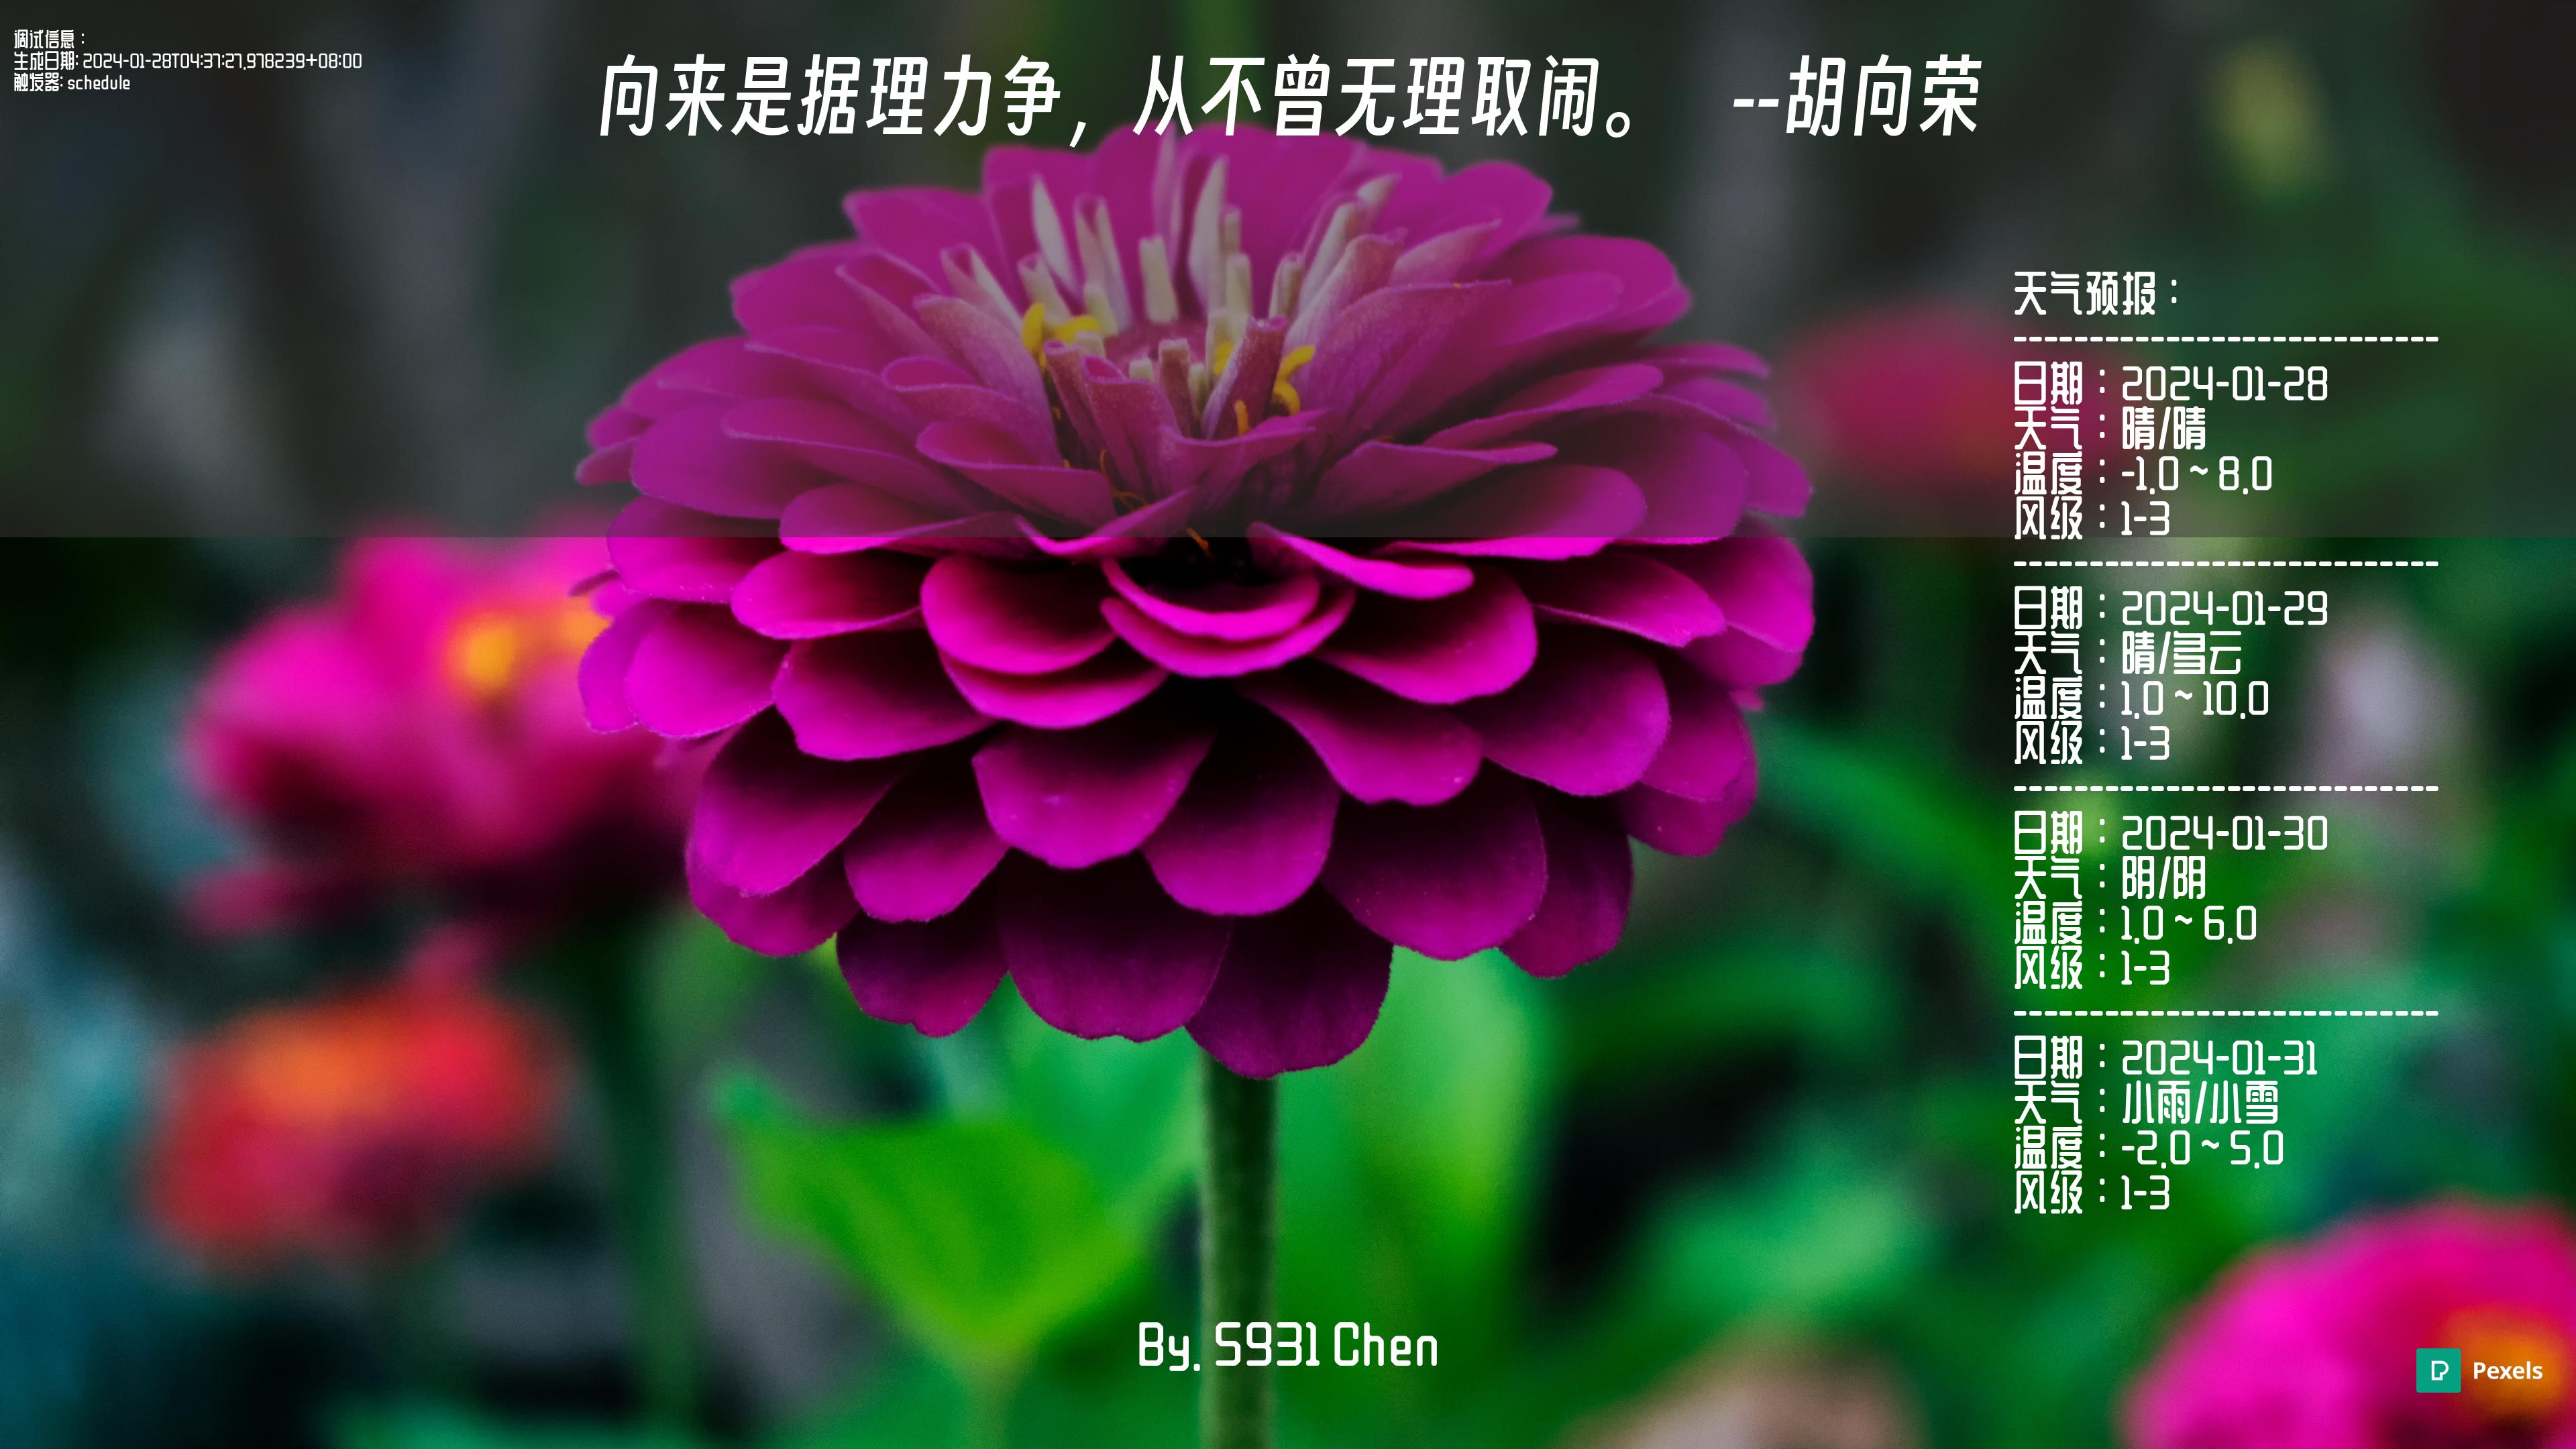 调试信息：
生成日期: 2024-01-28T04:37:27.978239+08:00
触发器: schedule
向来是据理力争，从不曾无理取闹。 --胡向荣
天气预报：
----------------------------
日期：2024-01-28
天气：晴/晴
温度：-1.0 ~ 8.0
风级：1-3
----------------------------
日期：2024-01-29
天气：晴/多云
温度：1.0 ~ 10.0
风级：1-3
----------------------------
日期：2024-01-30
天气：阴/阴
温度：1.0 ~ 6.0
风级：1-3
----------------------------
日期：2024-01-31
天气：小雨/小雪
温度：-2.0 ~ 5.0
风级：1-3
By. S931 Chen
Pexels